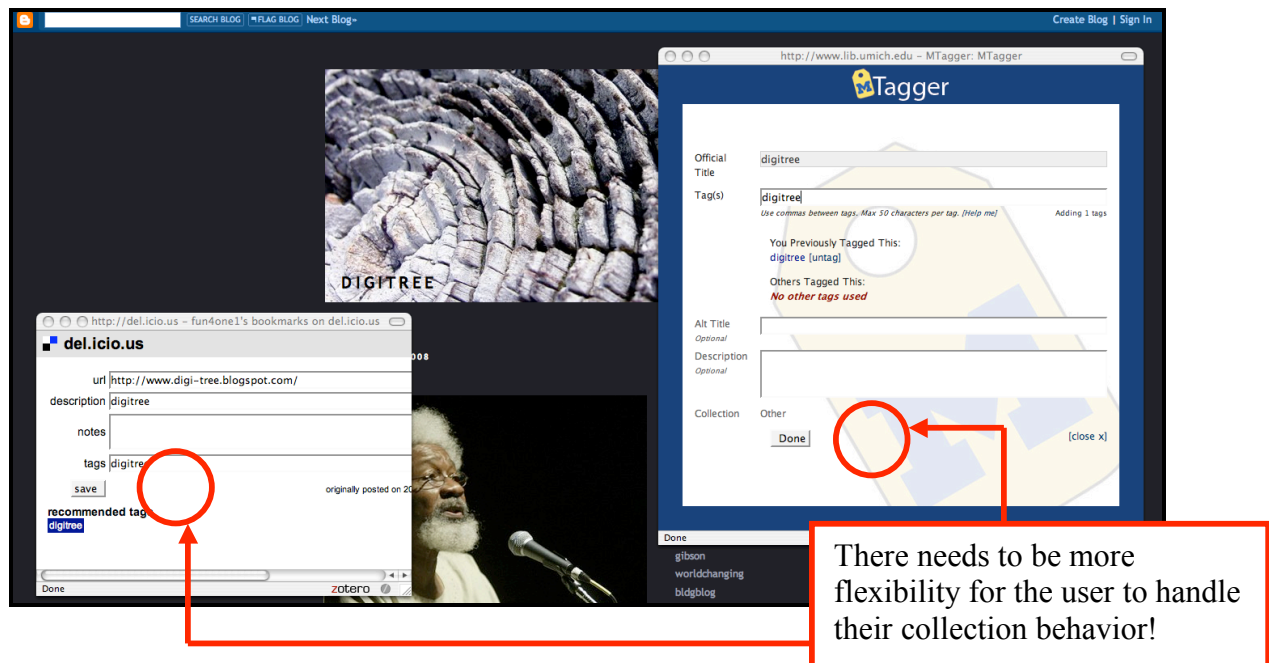 SEARCH BLOG FLAG BLOG Next Blog» Create Blog | Sign In
http://www.lib.umich.edu – MTagger: MTagger
MTagger
Official Title digitree
Tag(s) digitree
Use commas between tags. Max 50 characters per tag. [Help me] Adding 1 tags
You Previously Tagged This:
digitree [untag]
Others Tagged This:
No other tags used
Alt Title
Optional
Description
Optional
Collection Other
Done [close x]
Done
DIGITREE
008
http://del.icio.us – fun4one1's bookmarks on del.icio.us
del.icio.us
url http://www.digi-tree.blogspot.com/
description digitree
notes
tags digitree
save originally posted on 20
recommended tags
digitree
Done zotero
gibson
worldchanging
bldgblog
There needs to be more
flexibility for the user to handle
their collection behavior!